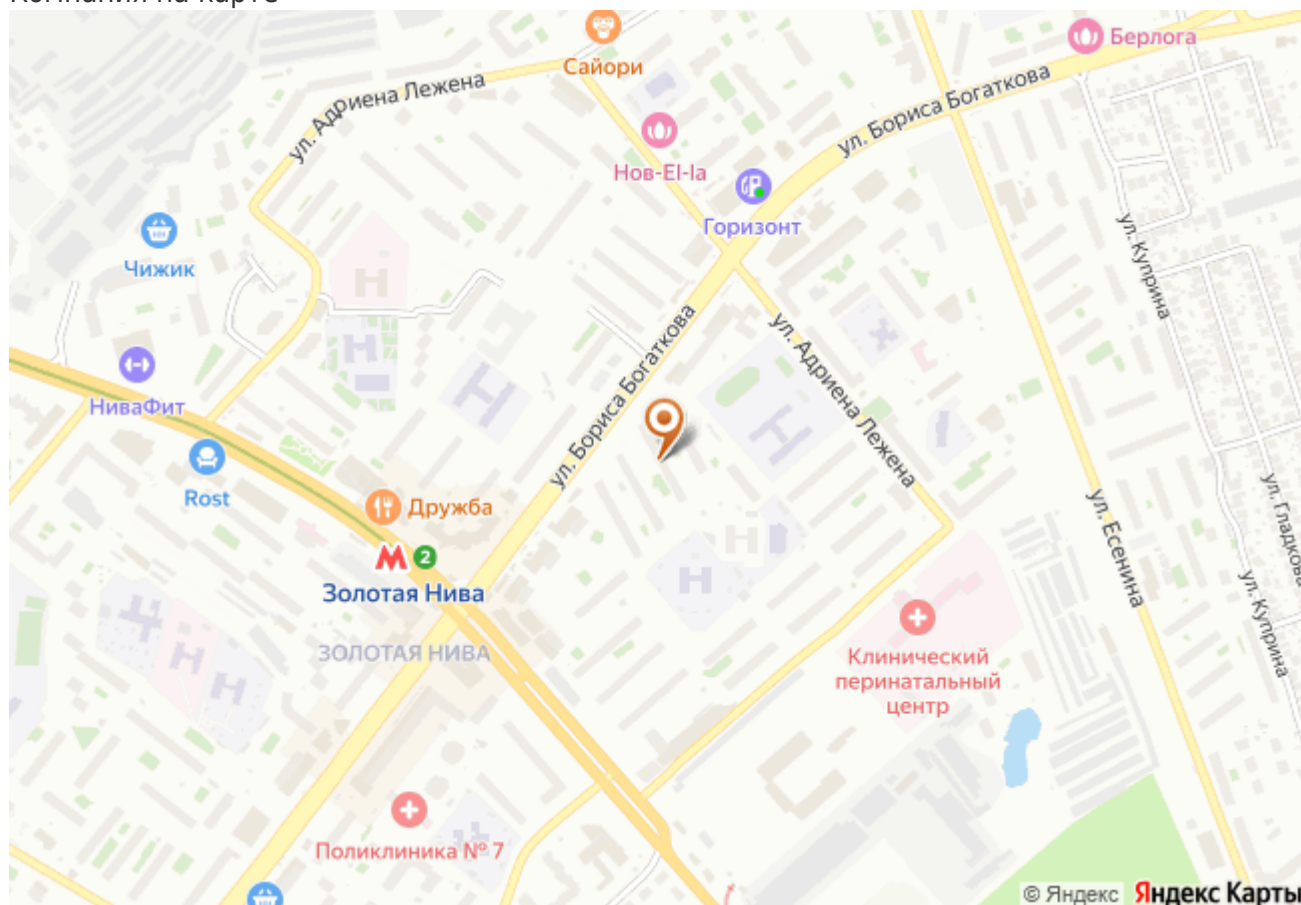 Компания на карте
Сайори
Берлога
ул. Адриена Лежена
ул. Бориса Богаткова
Нов-El-la
Горизонт
Чижик
ул. Куприна
ул. Бориса Богаткова
ул. Адриена Лежена
НиваФит
Rost
Дружба
М 2
Золотая Нива
ЗОЛОТАЯ НИВА
ул. Есенина
ул. Гладкова
ул. Куприна
Клинический
перинатальный
центр
Поликлиника № 7
© Яндекс Яндекс Карты